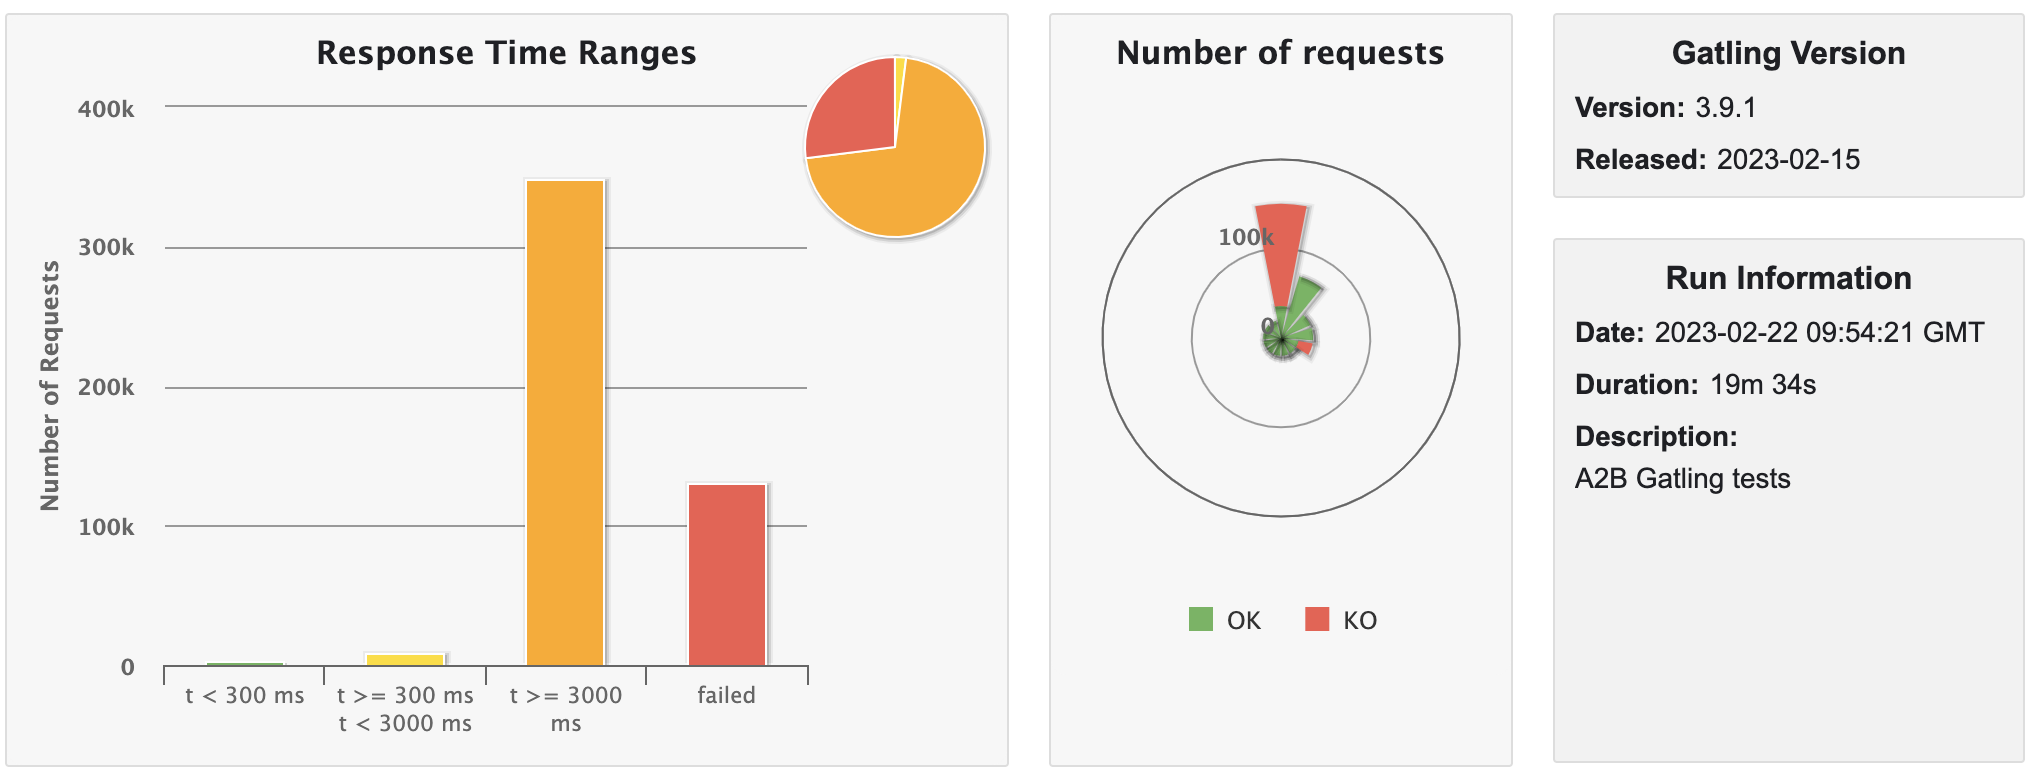 Response Time Ranges
Number of Requests
400k
300k
200k
100k
0
t < 300 ms
t >= 300 ms
t < 3000 ms
t >= 3000
ms
failed
Number of requests
100k
0
OK
KO
Gatling Version
Version: 3.9.1
Released: 2023-02-15
Run Information
Date: 2023-02-22 09:54:21 GMT
Duration: 19m 34s
Description:
A2B Gatling tests